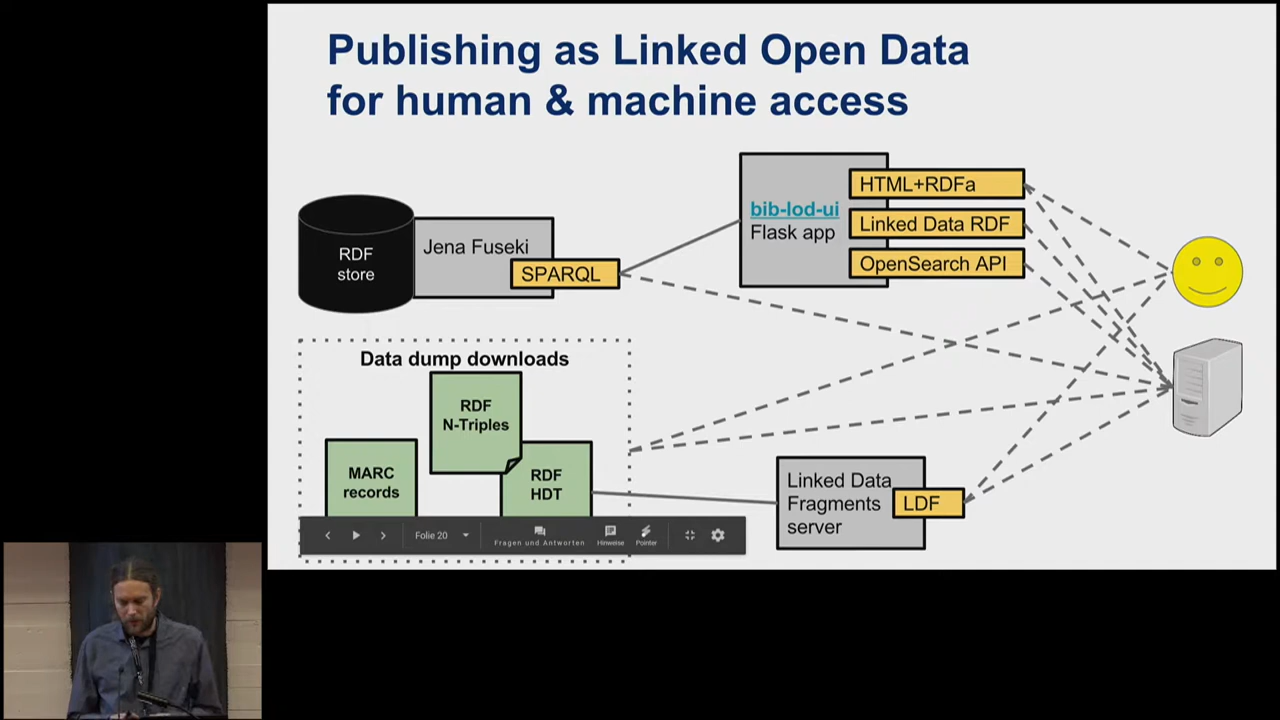 Publishing as Linked Open Data
for human & machine access
RDF
store
Jena Fuseki
SPARQL
bib-lod-ui
Flask app
HTML+RDFa
Linked Data RDF
OpenSearch API
Data dump downloads
RDF
N-Triples
MARC
records
RDF
HDT
Linked Data
Fragments
server
LDF
Folie 20
Fragen und Antworten
Hinweise
Pointer